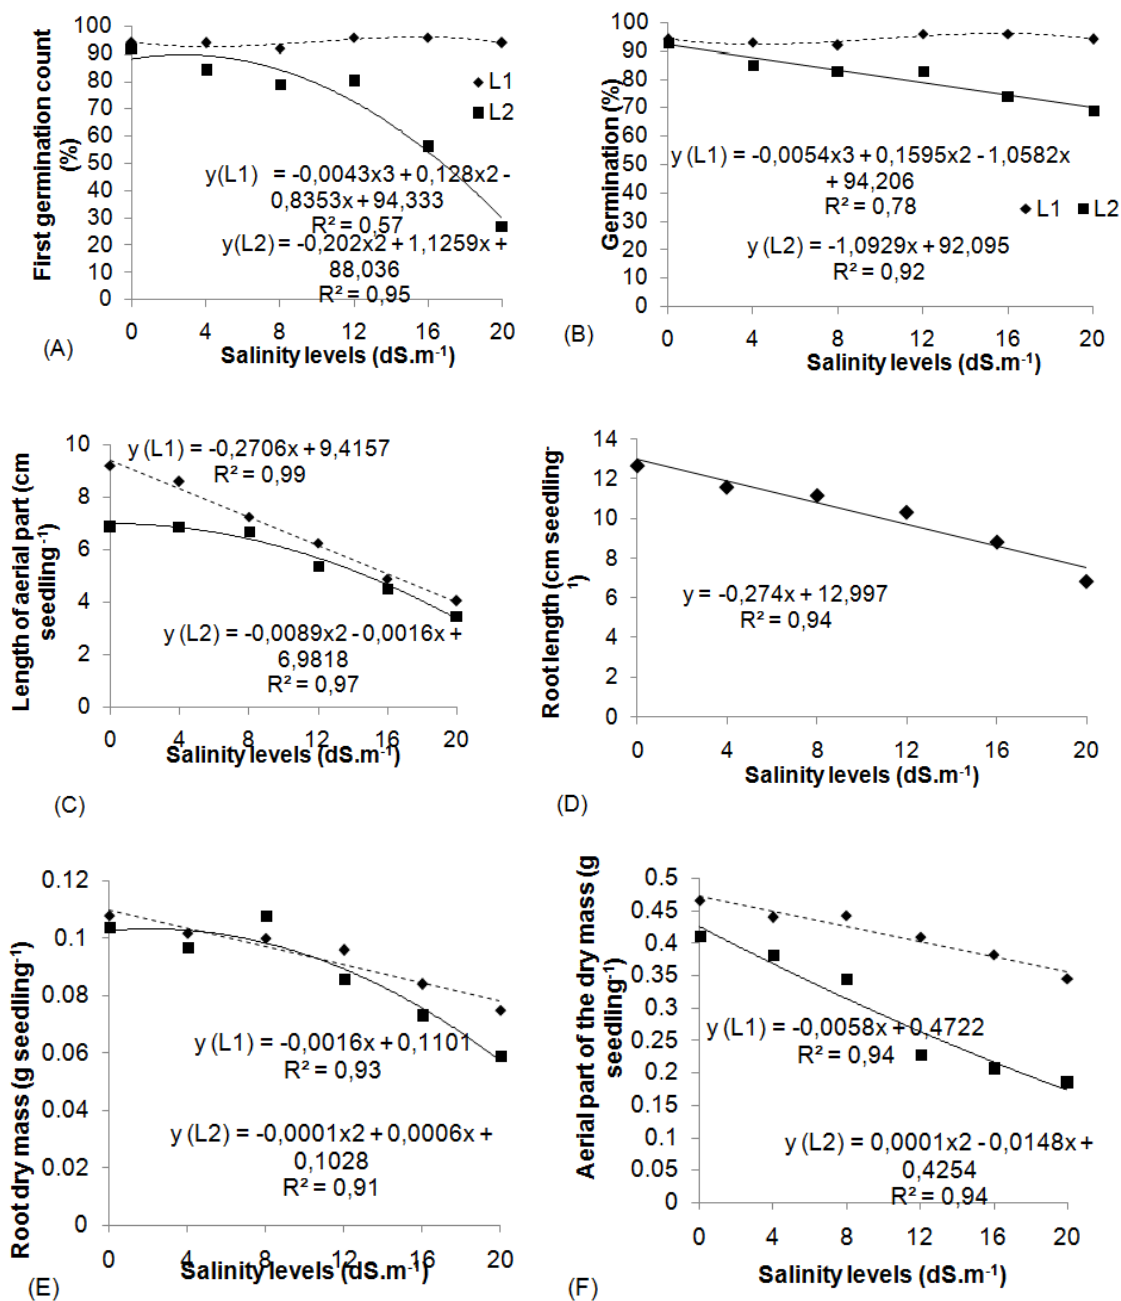 100
90
80
70
60
50
40
30
20
10
0
First germination count
(%)
L1
L2
y(L1) = -0,0043x3 + 0,128x2 -
0,8353x + 94,333
R² = 0,57
y(L2) = -0,202x2 + 1,1259x +
88,036
R² = 0,95
0 4 8 12 16 20
Salinity levels (dS.m-1)
(A)
100
90
80
70
60
50
40
30
20
10
0
Germination (%)
y (L1) = -0,0054x3 + 0,1595x2 - 1,0582x
+ 94,206
R² = 0,78
L1 L2
y (L2) = -1,0929x + 92,095
R² = 0,92
0 4 8 12 16 20
Salinity levels (dS.m-1)
(B)
10
8
6
4
2
0
Length of aerial part (cm
seedling-1)
y (L1) = -0,2706x + 9,4157
R² = 0,99
y (L2) = -0,0089x2 - 0,0016x +
6,9818
R² = 0,97
0 4 8 12 16 20
Salinity levels (dS.m-1)
(C)
14
12
10
8
6
4
2
0
Root length (cm seedling-
1)
y = -0,274x + 12,997
R² = 0,94
0 4 8 12 16 20
Salinity levels (dS.m-1)
(D)
0.12
0.1
0.08
0.06
0.04
0.02
0
Root dry mass (g seedling-1)
y (L1) = -0,0016x + 0,1101
R² = 0,93
y (L2) = -0,0001x2 + 0,0006x +
0,1028
R² = 0,91
0 4 8 12 16 20
Salinity levels (dS.m-1)
(E)
0.5
0.45
0.4
0.35
0.3
0.25
0.2
0.15
0.1
0.05
0
Aerial part of the dry mass (g
seedling-1)
y (L1) = -0,0058x + 0,4722
R² = 0,94
y (L2) = 0,0001x2 - 0,0148x +
0,4254
R² = 0,94
0 4 8 12 16 20
Salinity levels (dS.m-1)
(F)